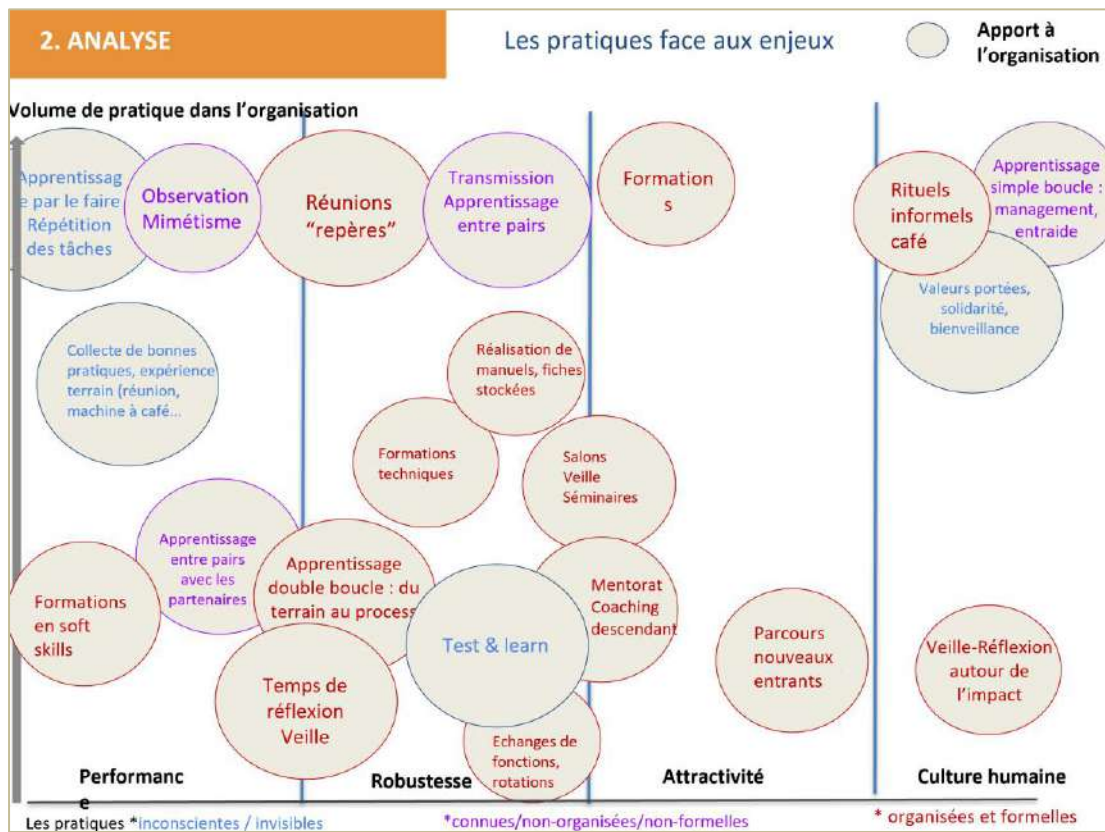 2. ANALYSE
Les pratiques face aux enjeux
Apport à
l'organisation
Volume de pratique dans l'organisation
Apprentissag
e par le faire
Répétition
des tâches
Observation
Mimétisme
Réunions
"repères"
Transmission
Apprentissage
entre pairs
Formation
s
Rituels
informels
café
Apprentissage
simple boucle :
management,
entraide
Valeurs portées,
solidarité,
bienveillance
Collecte de bonnes
pratiques, expérience
terrain (réunion,
machine à café...
Réalisation de
manuels, fiches
stockées
Formations
techniques
Salons
Veille
Séminaires
Apprentissage
entre pairs
avec les
partenaires
Formations
en soft
skills
Apprentissage
double boucle : du
terrain au process
Test & learn
Mentorat
Coaching
descendant
Parcours
nouveaux
entrants
Veille-Réflexion
autour de
l'impact
Temps de
réflexion
Veille
Echanges de
fonctions,
rotations
Performanc
e
Robustesse
Attractivité
Culture humaine
Les pratiques *inconscientes / invisibles
*connues/non-organisées/non-formelles
* organisées et formelles